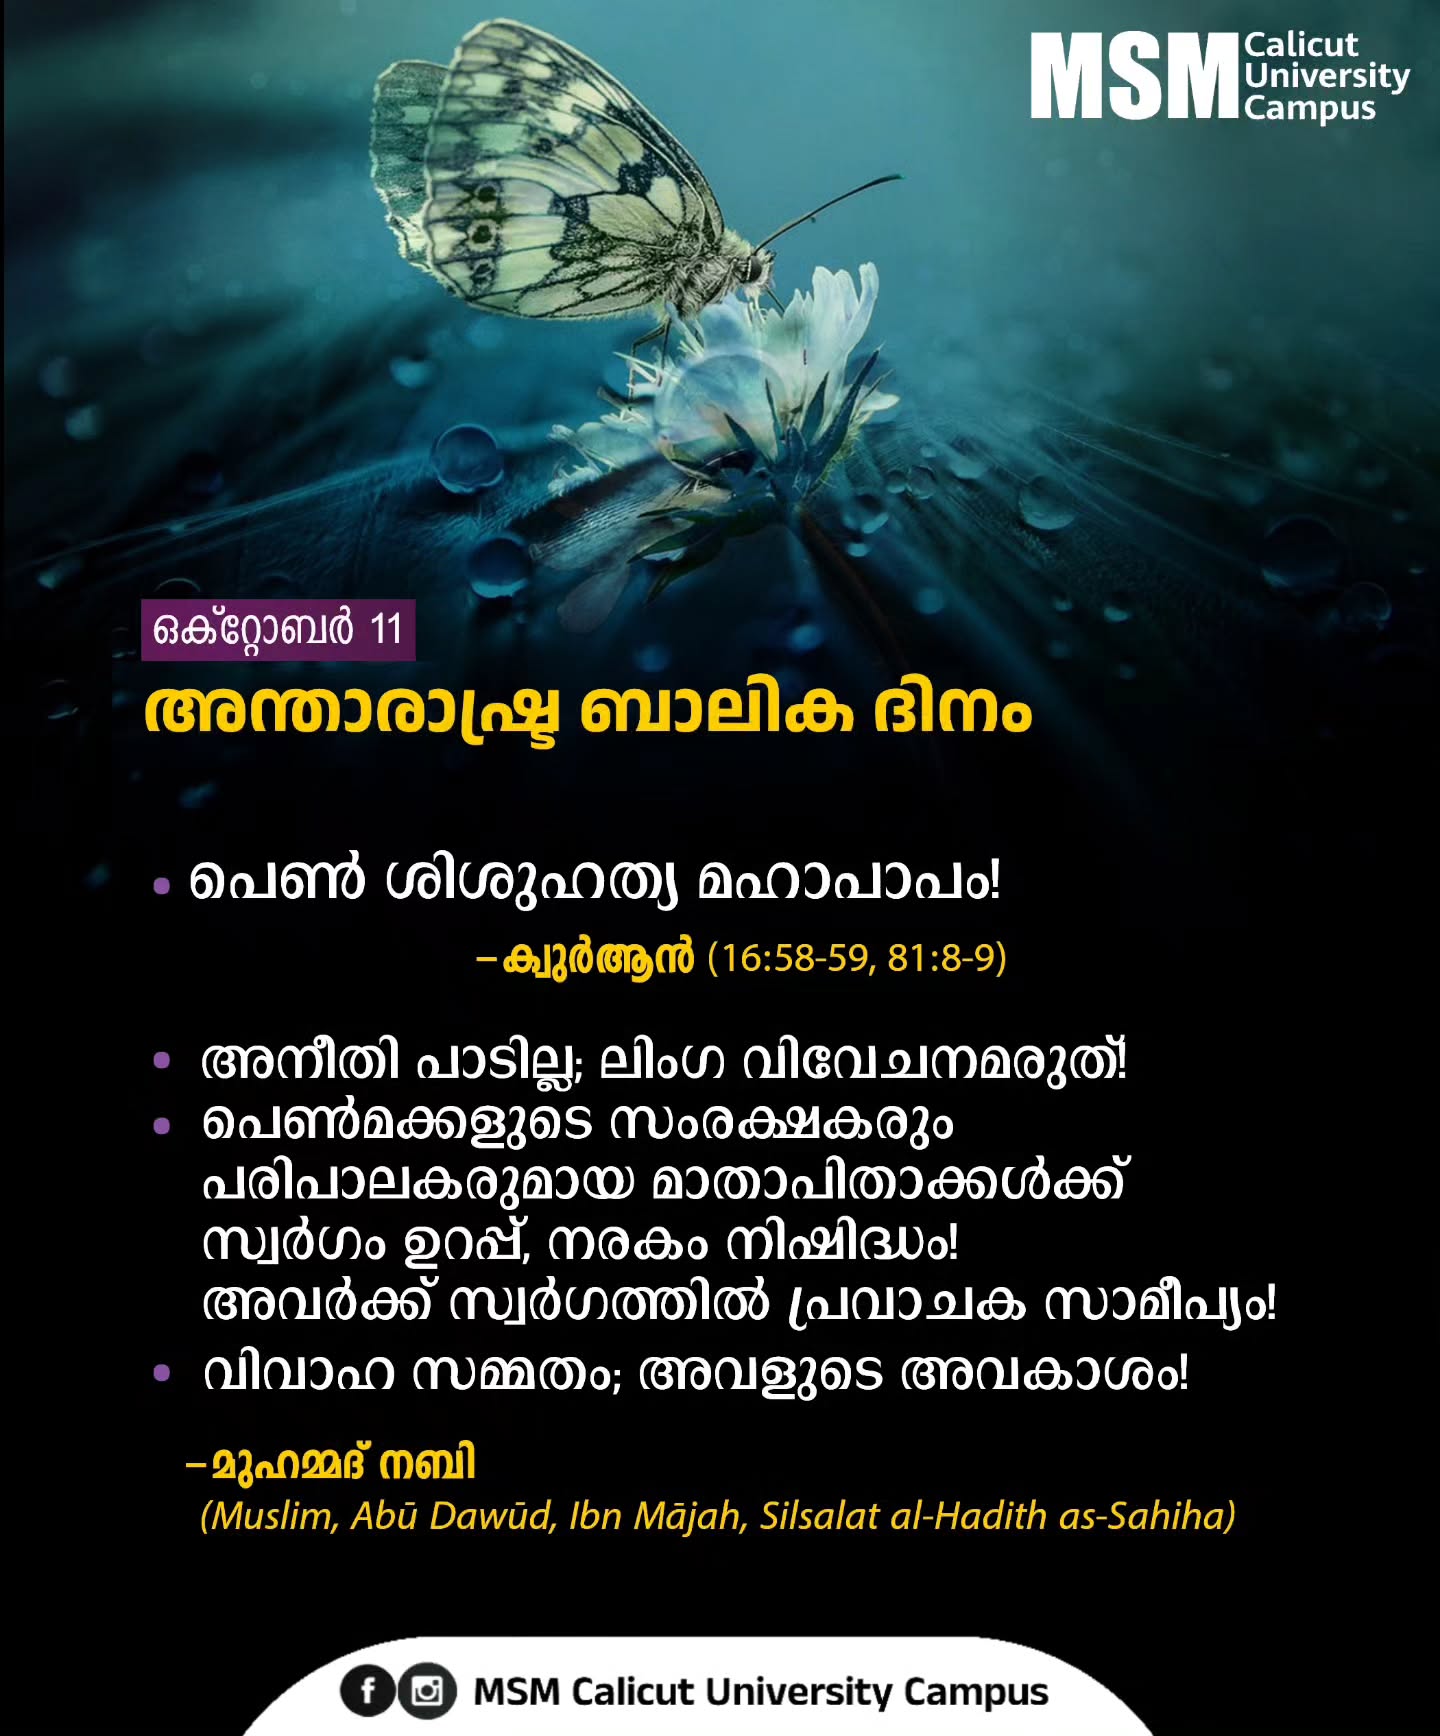 MSM Calicut
University
Campus
ഒക്റ്റോബർ 11
അന്താരാഷ്ട്ര ബാലിക ദിനം
• പെൺ ശിശുഹത്യ മഹാപാപം!
–ക്വുർആൻ (16:58-59, 81:8-9)
• അനീതി പാടില്ല; ലിംഗ വിവേചനമരുത്!
• പെൺമക്കളുടെ സംരക്ഷകരും
പരിപാലകരുമായ മാതാപിതാക്കൾക്ക്
സ്വർഗം ഉറപ്പ്, നരകം നിഷിദ്ധം!
അവർക്ക് സ്വർഗത്തിൽ പ്രവാചക സാമീപ്യം!
• വിവാഹ സമ്മതം; അവളുടെ അവകാശം!
–മുഹമ്മദ് നബി
(Muslim, Abū Dawūd, Ibn Mājah, Silsalat al-Hadith as-Sahiha)
MSM Calicut University Campus